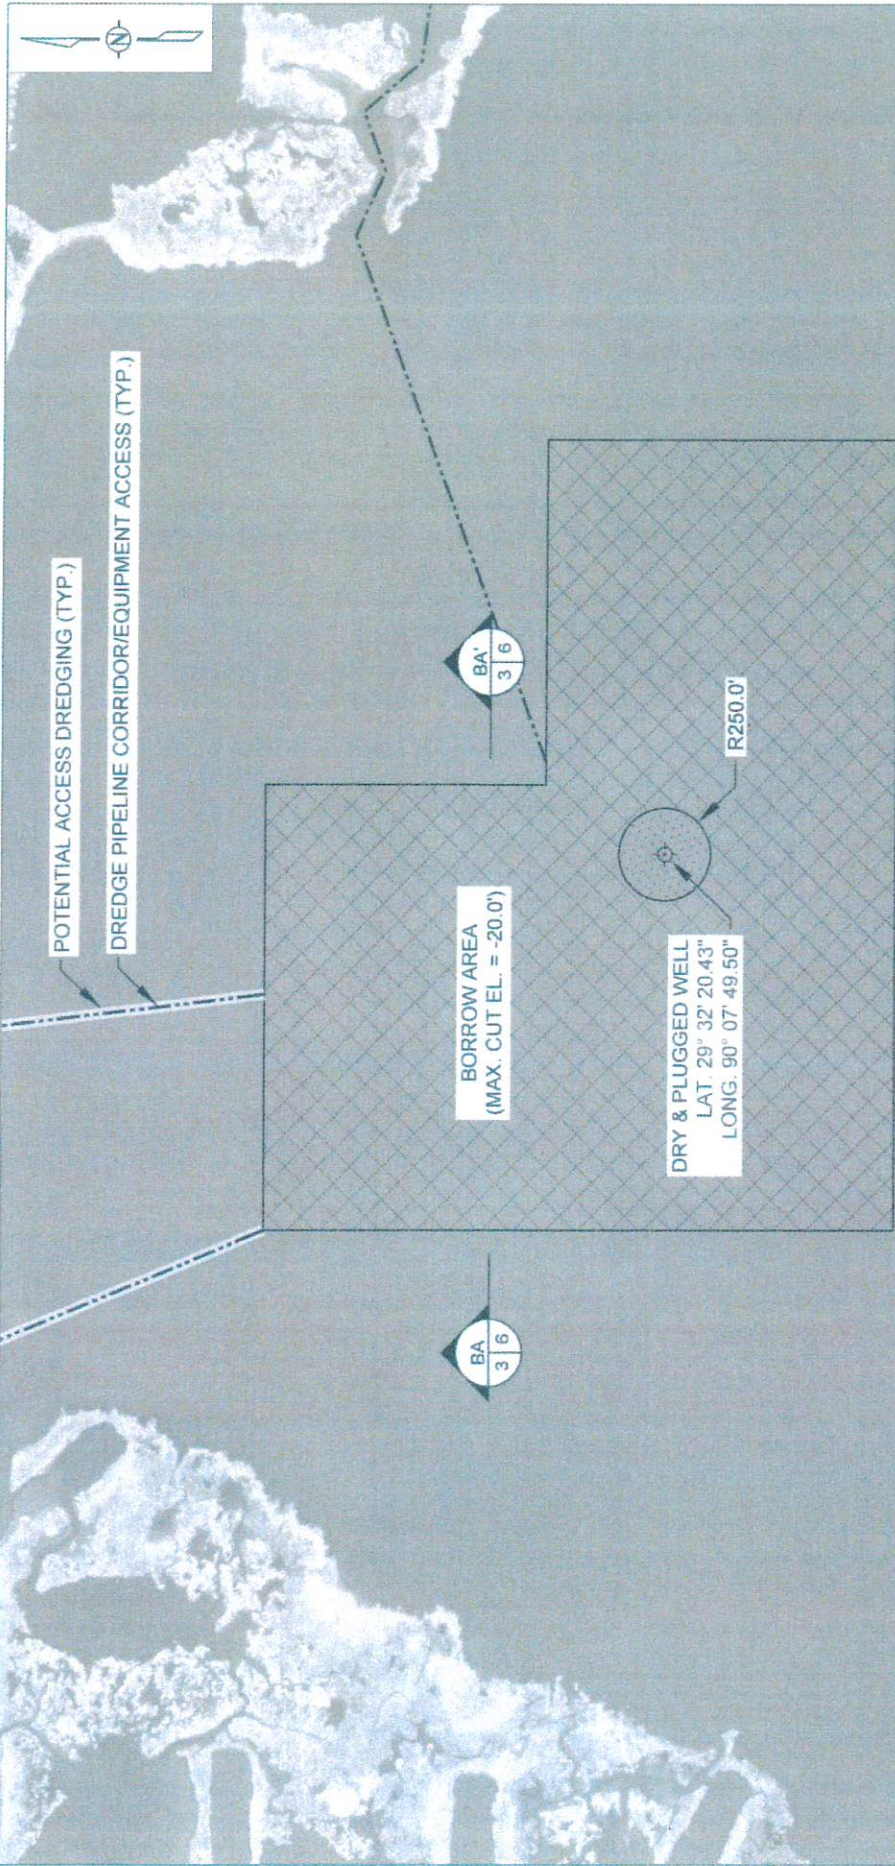 N
POTENTIAL ACCESS DREDGING (TYP.)
DREDGE PIPELINE CORRIDOR/EQUIPMENT ACCESS (TYP.)
BA
3 6
BORROW AREA
(MAX. CUT EL. = -20.0')
BA'
3 6
DRY & PLUGGED WELL
LAT. 29° 32' 20.43"
LONG. 90° 07' 49.50"
R250.0'